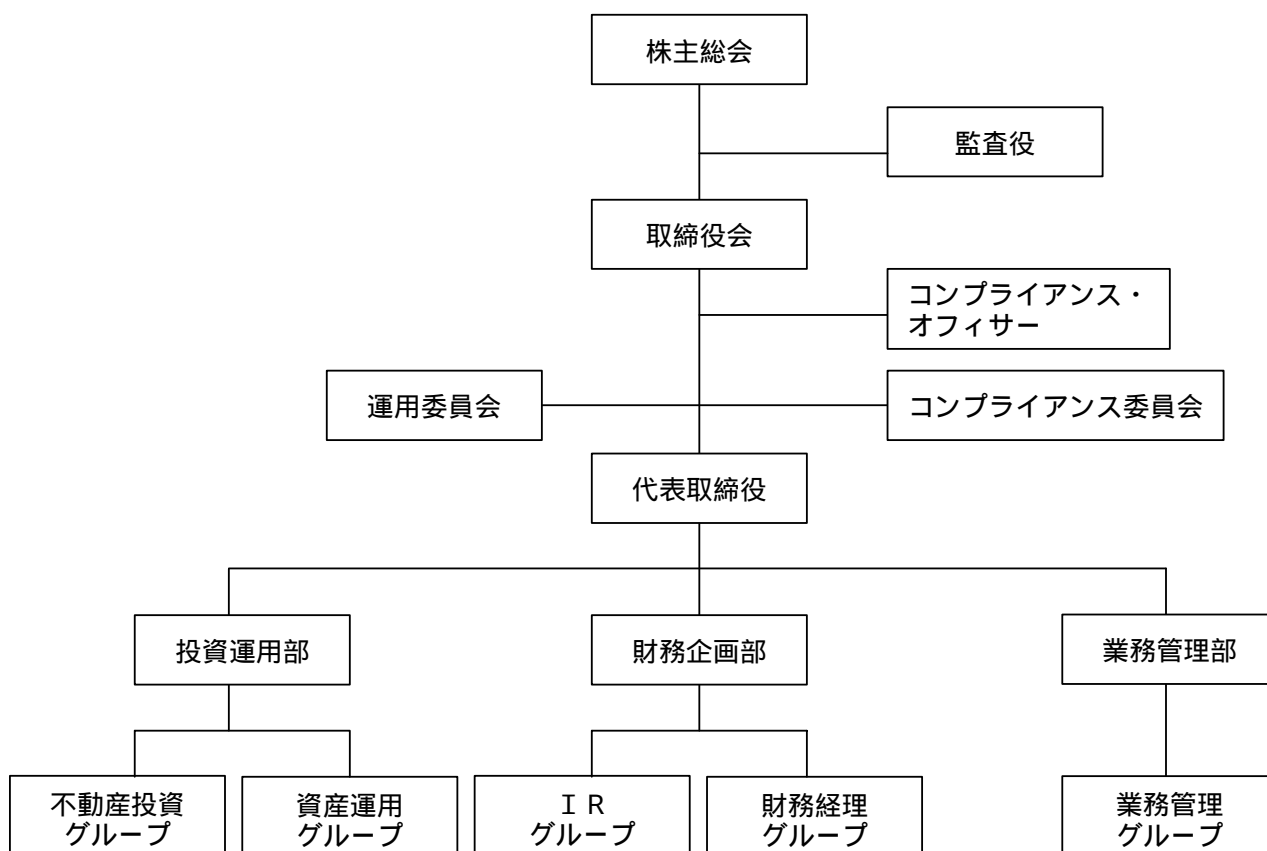 株主総会
監査役
取締役会
コンプライアンス・
オフィサー
運用委員会
コンプライアンス委員会
代表取締役
投資運用部
財務企画部
業務管理部
不動産投資
グループ
資産運用
グループ
ＩＲ
グループ
財務経理
グループ
業務管理
グループ